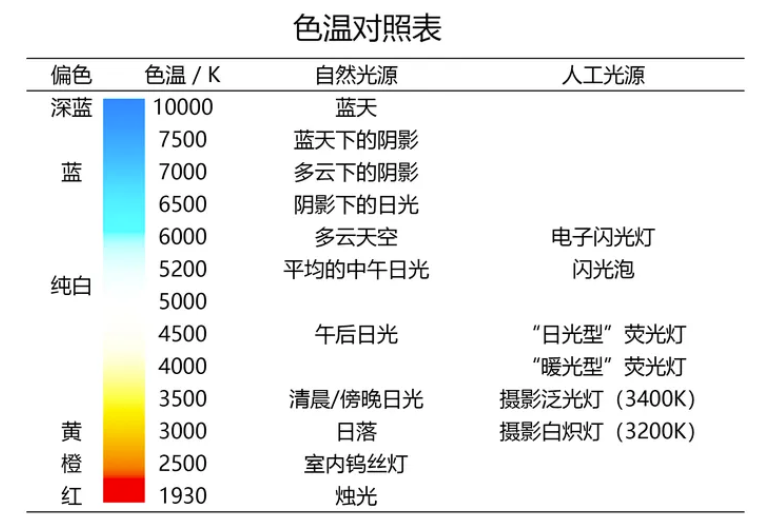 色温对照表
偏色 色温 / K 自然光源 人工光源
深蓝 10000 蓝天
7500 蓝天下的阴影
蓝 7000 多云下的阴影
6500 阴影下的日光
6000 多云天空 电子闪光灯
5200 平均的中午日光 闪光泡
纯白
5000
4500 午后日光 “日光型”荧光灯
4000 “暖光型”荧光灯
3500 清晨/傍晚日光 摄影泛光灯（3400K）
黄 3000 日落 摄影白炽灯（3200K）
橙 2500 室内钨丝灯
红 1930 烛光